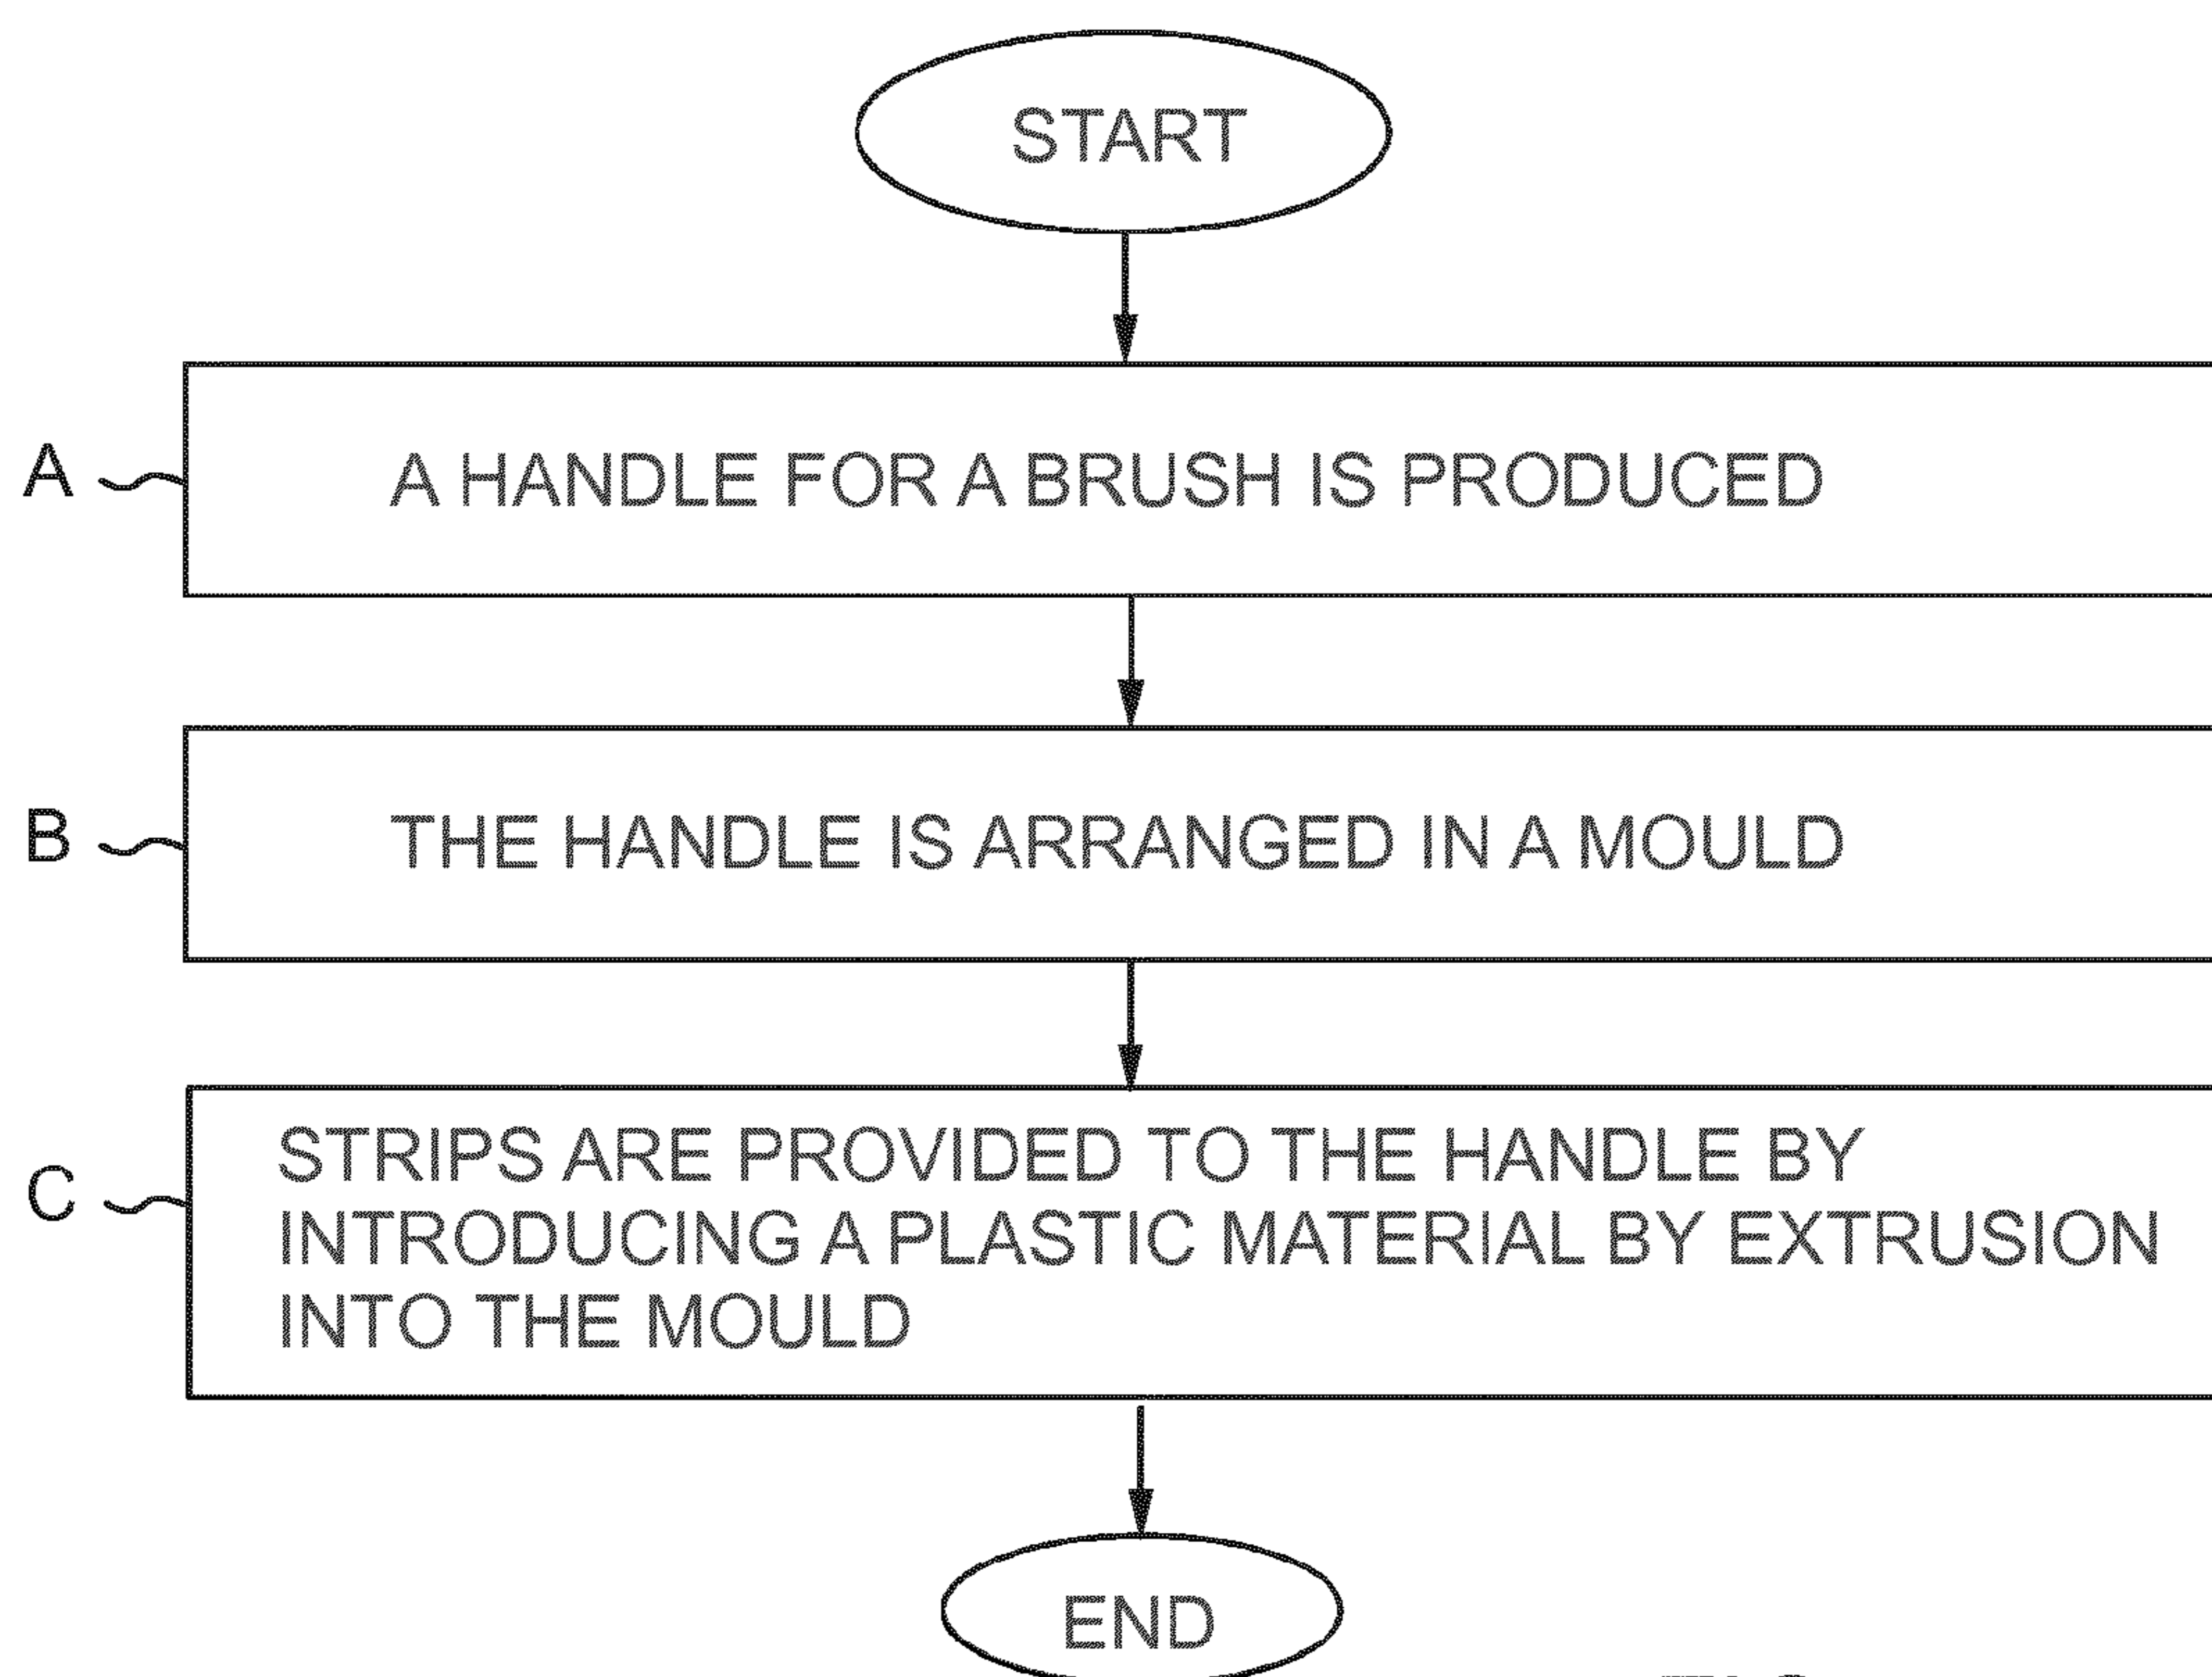 START
A
A HANDLE FOR A BRUSH IS PRODUCED
B
THE HANDLE IS ARRANGED IN A MOULD
C
STRIPS ARE PROVIDED TO THE HANDLE BY
INTRODUCING A PLASTIC MATERIAL BY EXTRUSION
INTO THE MOULD
END